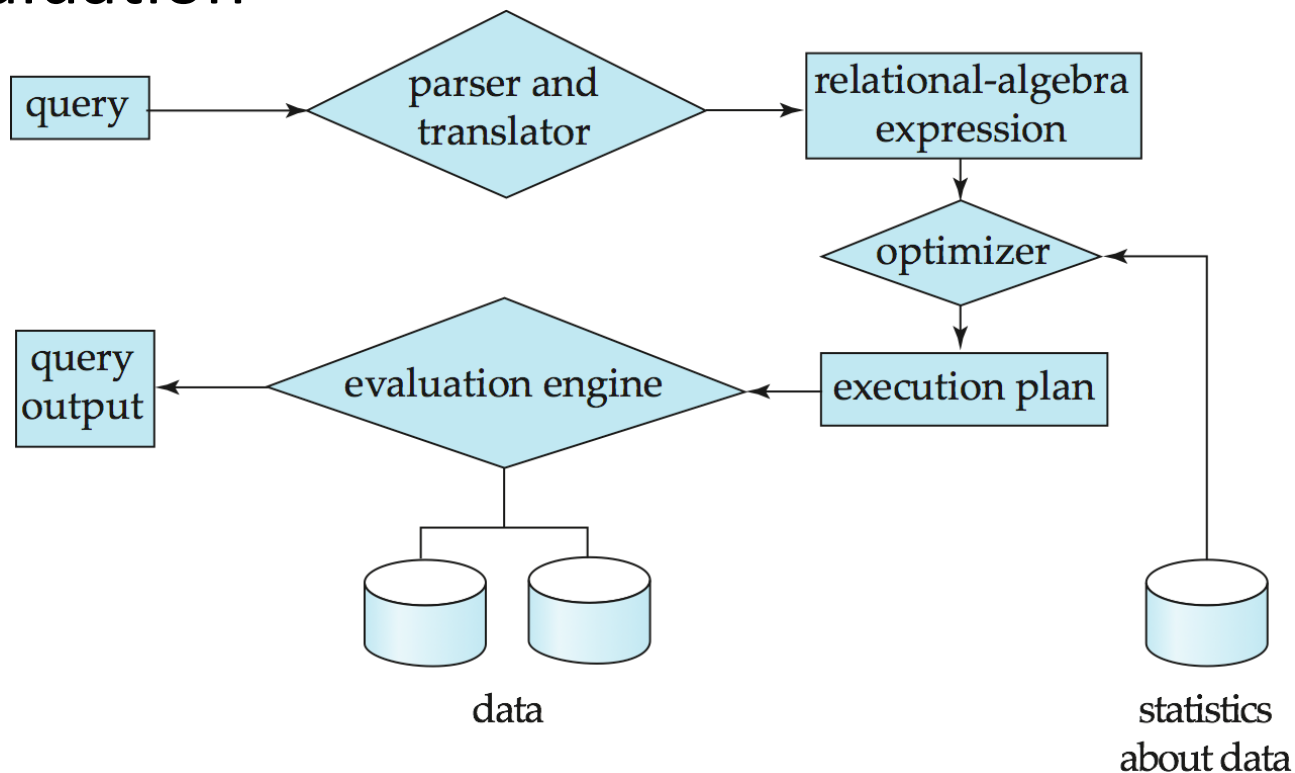 query
parser and
translator
relational-algebra
expression
optimizer
query
output
evaluation engine
execution plan
data
statistics
about data